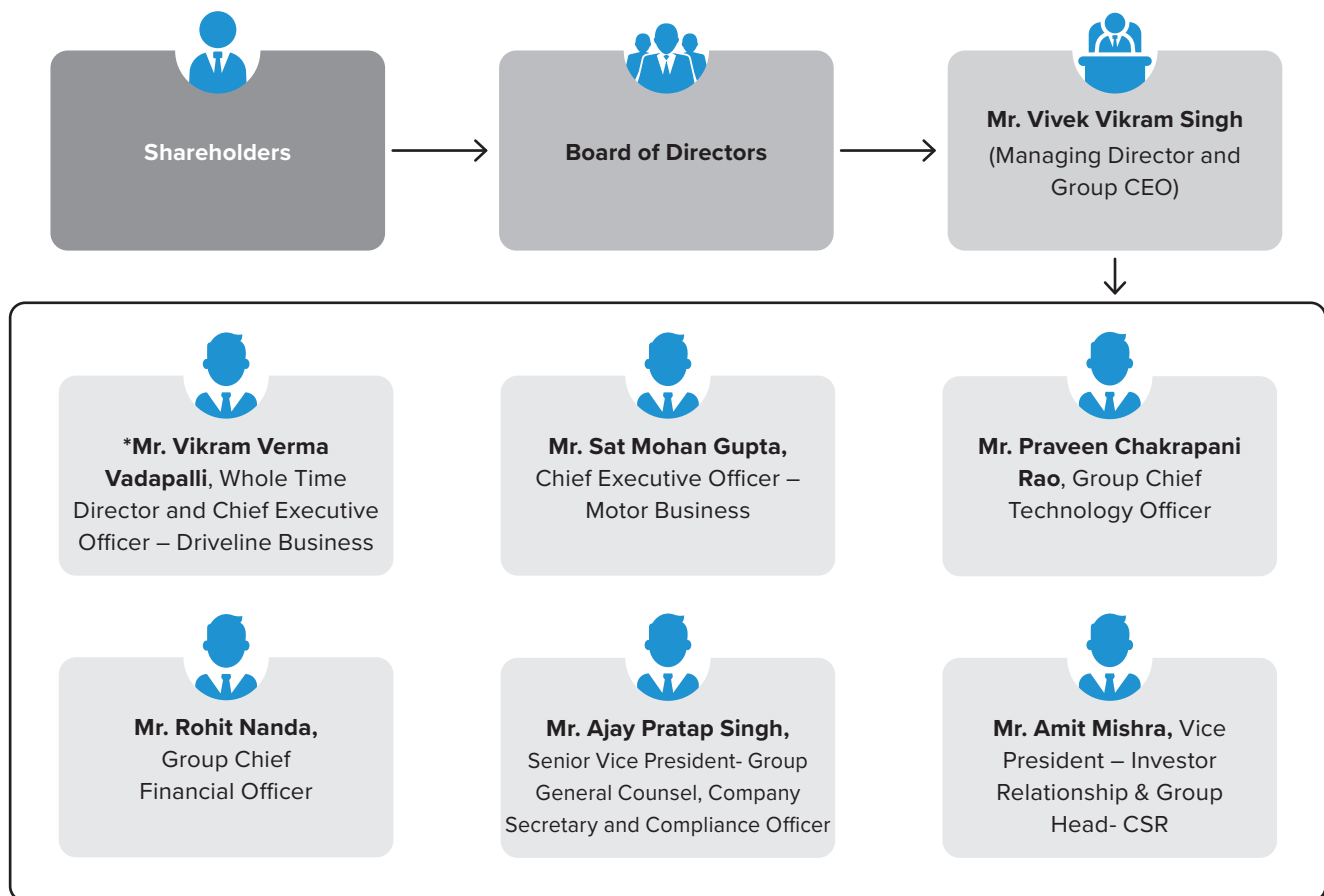 Shareholders
Board of Directors
Mr. Vivek Vikram Singh
(Managing Director and
Group CEO)
*Mr. Vikram Verma
Vadapalli, Whole Time
Director and Chief Executive
Officer – Driveline Business
Mr. Sat Mohan Gupta,
Chief Executive Officer –
Motor Business
Mr. Praveen Chakrapani
Rao, Group Chief
Technology Officer
Mr. Rohit Nanda,
Group Chief
Financial Officer
Mr. Ajay Pratap Singh,
Senior Vice President- Group
General Counsel, Company
Secretary and Compliance Officer
Mr. Amit Mishra, Vice
President – Investor
Relationship & Group
Head- CSR